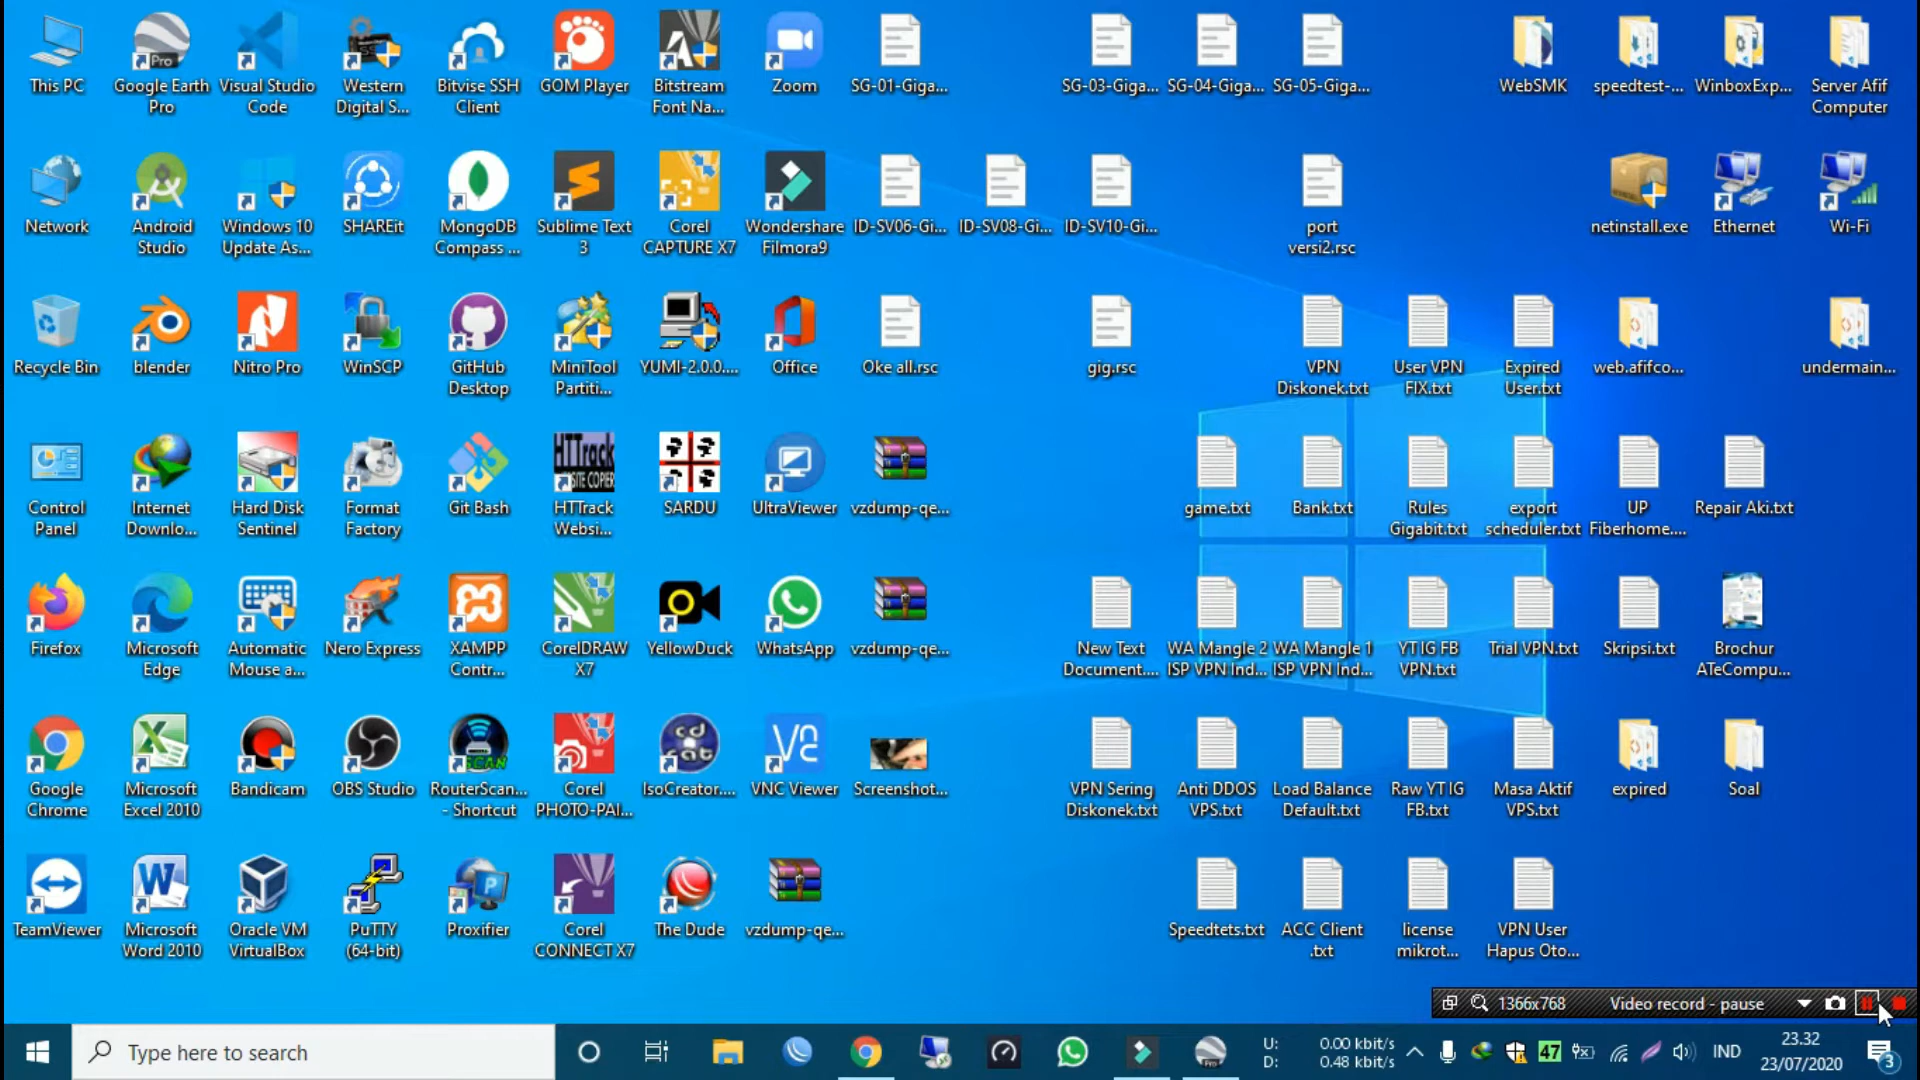 This PC
Google Earth
Pro
Visual Studio
Code
Western
Digital S...
Bitvise SSH
Client
GOM Player
Bitstream
Font Na...
Zoom
SG-01-Giga...
SG-03-Giga...
SG-04-Giga...
SG-05-Giga...
WebSMK
speedtest-...
WinboxExp...
Server Afif
Computer
Network
Android
Studio
Windows 10
Update As...
SHAREit
MongoDB
Compass ...
Sublime Text
3
Corel
CAPTURE X7
Wondershare
Filmora9
ID-SV06-Gi...
ID-SV08-Gi...
ID-SV10-Gi...
port
versi2.rsc
netinstall.exe
Ethernet
Wi-Fi
Recycle Bin
blender
Nitro Pro
WinSCP
GitHub
Desktop
MiniTool
Partiti...
YUMI-2.0.0....
Office
Oke all.rsc
gig.rsc
VPN
Diskonek.txt
User VPN
FIX.txt
Expired
User.txt
web.afifco...
undermain...
Control
Panel
Internet
Downlo...
Hard Disk
Sentinel
Format
Factory
Git Bash
HTTrack
Websi...
SARDU
UltraViewer
vzdump-qe...
game.txt
Bank.txt
Rules
Gigabit.txt
export
scheduler.txt
UP
Fiberhome....
Repair Aki.txt
Firefox
Microsoft
Edge
Automatic
Mouse a...
Nero Express
XAMPP
Contr...
CorelDRAW
X7
YellowDuck
WhatsApp
vzdump-qe...
New Text
Document....
WA Mangle 2
ISP VPN Ind...
WA Mangle 1
ISP VPN Ind...
YT IG FB
VPN.txt
Trial VPN.txt
Skripsi.txt
Brochur
ATeCompu...
Google
Chrome
Microsoft
Excel 2010
Bandicam
OBS Studio
RouterScan...
- Shortcut
Corel
PHOTO-PAI...
IsoCreator....
VNC Viewer
Screenshot...
VPN Sering
Diskonek.txt
Anti DDOS
VPS.txt
Load Balance
Default.txt
Raw YT IG
FB.txt
Masa Aktif
VPS.txt
expired
Soal
TeamViewer
Microsoft
Word 2010
Oracle VM
VirtualBox
PuTTY
(64-bit)
Proxifier
Corel
CONNECT X7
The Dude
vzdump-qe...
Speedtets.txt
ACC Client
.txt
license
mikrot...
VPN User
Hapus Oto...
1366x768
Video record - pause
Type here to search
U: 0.00 kbit/s
D: 0.48 kbit/s
47
IND
23.32
23/07/2020
3